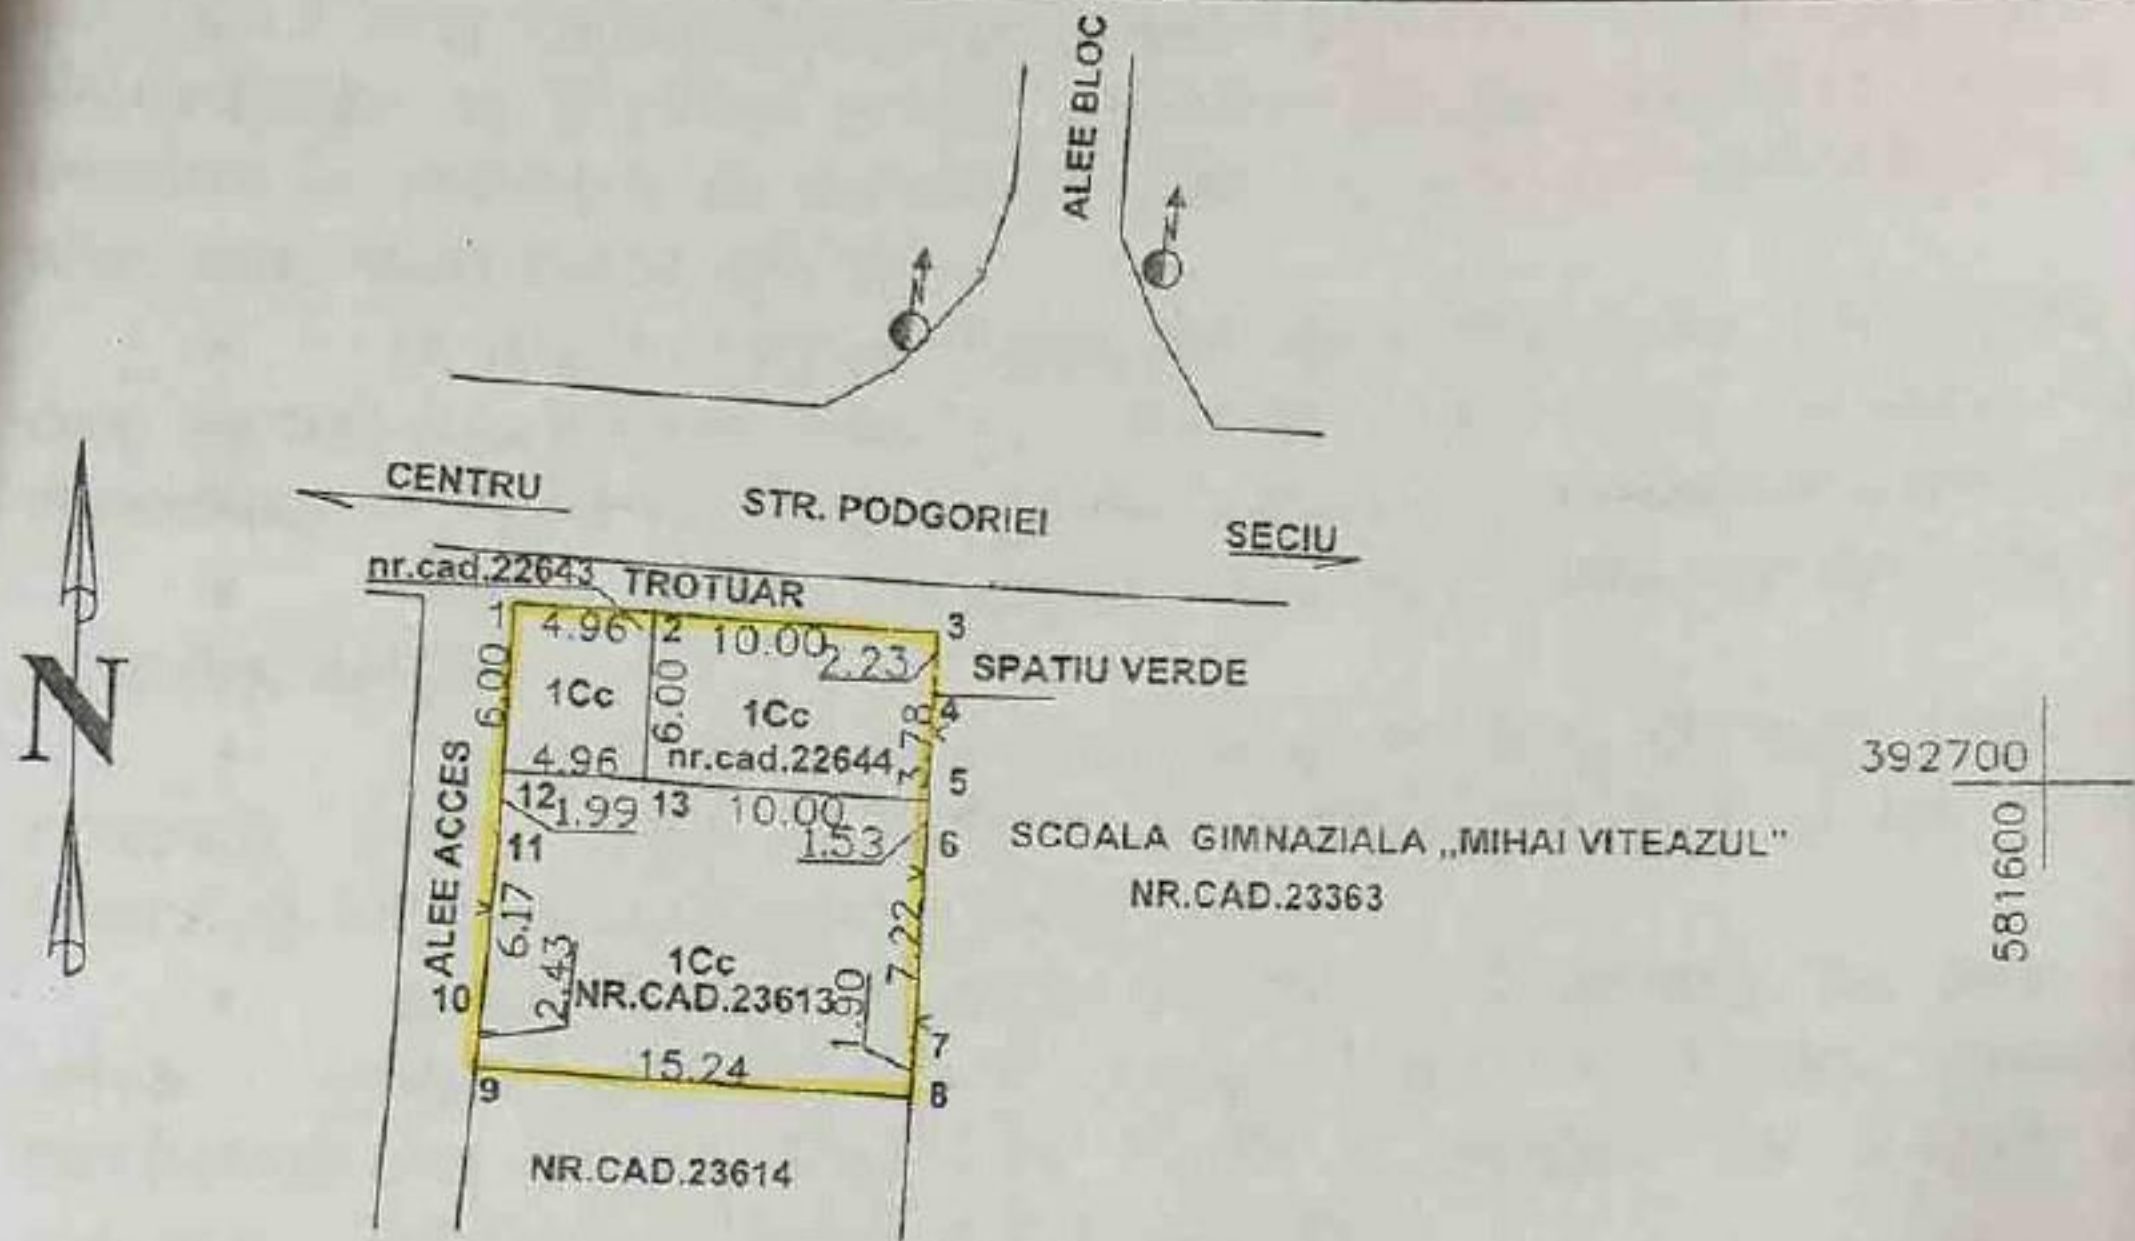 ALEE BLOC
CENTRU
STR. PODGORIEI
SECIU
nr.cad.22643
TROTUAR
1
4.96
2
10.00
3
2.23
SPATIU VERDE
6.00
1Cc
6.00
1Cc
3.78
4
4.96
nr.cad.22644
5
N
ALEE ACCES
12
1.99
13
10.00
1.53
6
11
SCOALA GIMNAZIALA „MIHAI VITEAZUL”
NR.CAD.23363
392700
581600
6.17
2.43
1Cc
NR.CAD.23613
1.90
7.22
10
7
15.24
9
8
NR.CAD.23614